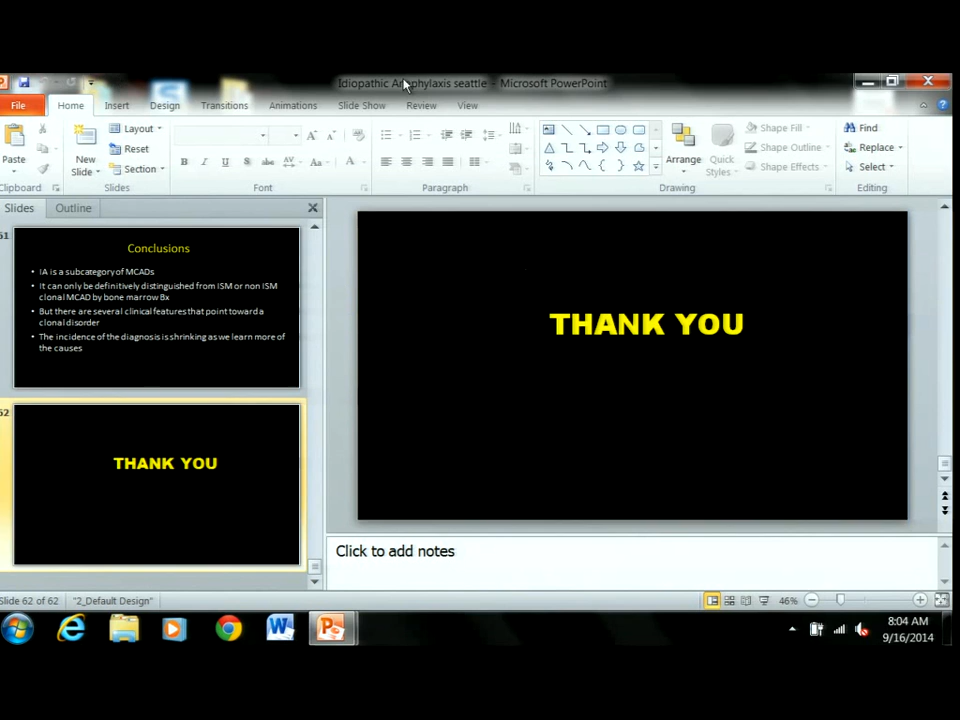 Idiopathic Anaphylaxis seattle - Microsoft PowerPoint
File Home Insert Design Transitions Animations Slide Show Review View
Paste
New Slide
Layout
Reset
Section
Arrange
Quick Styles
Shape Fill
Shape Outline
Shape Effects
Find
Replace
Select
Clipboard Slides Font Paragraph Drawing Editing
Slides Outline
61
Conclusions
• IA is a subcategory of MCADs
• It can only be definitively distinguished from ISM or non ISM
clonal MCAD by bone marrow Bx
• But there are several clinical features that point toward a
clonal disorder
• The incidence of the diagnosis is shrinking as we learn more of
the causes
62
THANK YOU
THANK YOU
Click to add notes
Slide 62 of 62 "2_Default Design" 46%
8:04 AM
9/16/2014